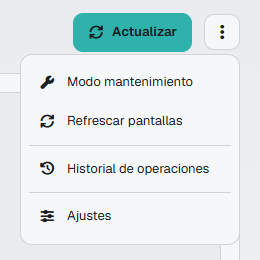 Actualizar
Modo mantenimiento
Refrescar pantallas
Historial de operaciones
Ajustes